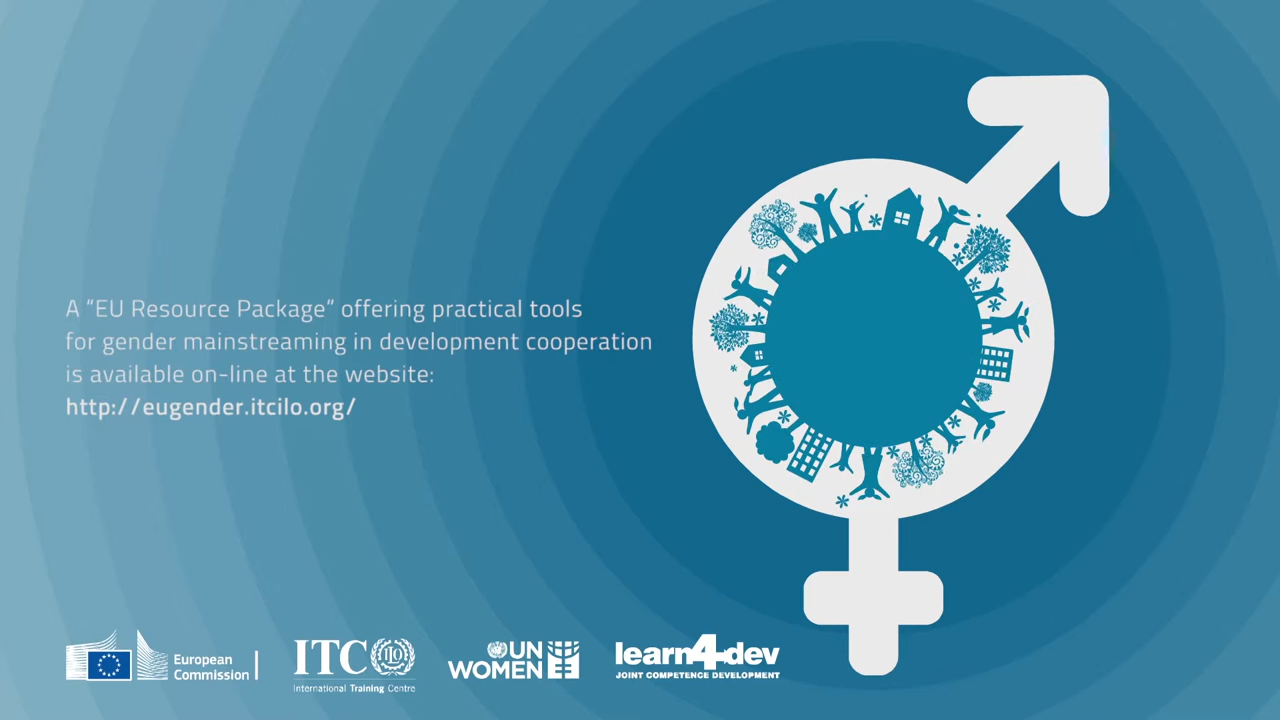 A “EU Resource Package” offering practical tools
for gender mainstreaming in development cooperation
is available on-line at the website:
http://eugender.itcilo.org/
European
Commission
ITC
International Training Centre
UN
WOMEN
learn4dev
JOINT COMPETENCE DEVELOPMENT